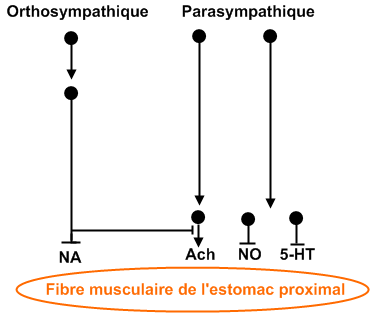 Orthosympathique Parasympathique
NA Ach NO 5-HT
Fibre musculaire de l'estomac proximal